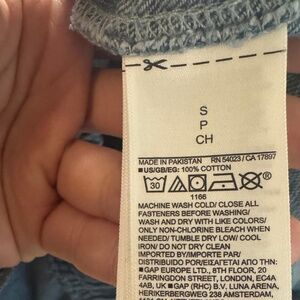 S
P
CH
MADE IN PAKISTAN RN 54023/ CA 17897
■US/GB/EG: 100% COTTON
30
1166
MACHINE WASH COLD/ CLOSE ALL
FASTENERS BEFORE WASHING/
WASH AND DRY WITH LIKE COLORS/
ONLY NON-CHLORINE BLEACH WHEN
NEEDED/ TUMBLE DRY LOW/ COOL
IRON/ DO NOT DRY CLEAN
IMPORTED BY/IMPORTE PAR/
DISTRIBUIDO POR/ΕΙΣΑΓΕΤΑΙ ΑΠΟ TH:
■GAP EUROPE LTD., 8TH FLOOR, 20
FARRINGDON STREET, LONDON, EC4A
4AB, UK ■GAP (RHC) B.V. LUNA ARENA,
HERIKERBERGWEG 238 AMSTERDAM,